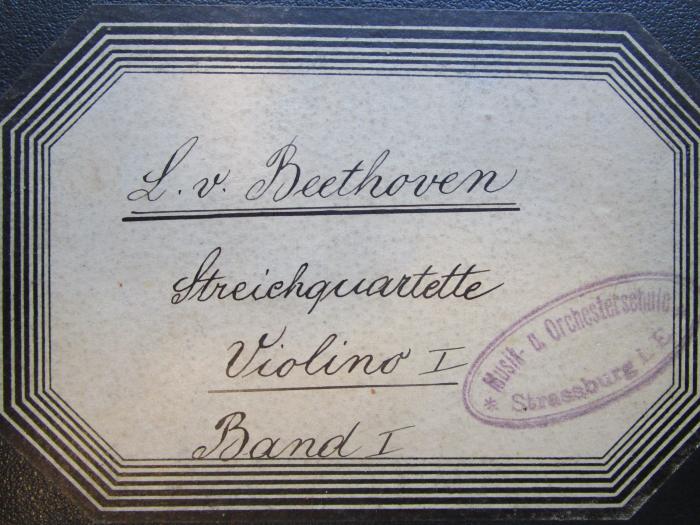 L. v. Beethoven
Streichquartette
Violino I
Band I
* Musik- u. Orchesterschule *
Strassburg i. E.